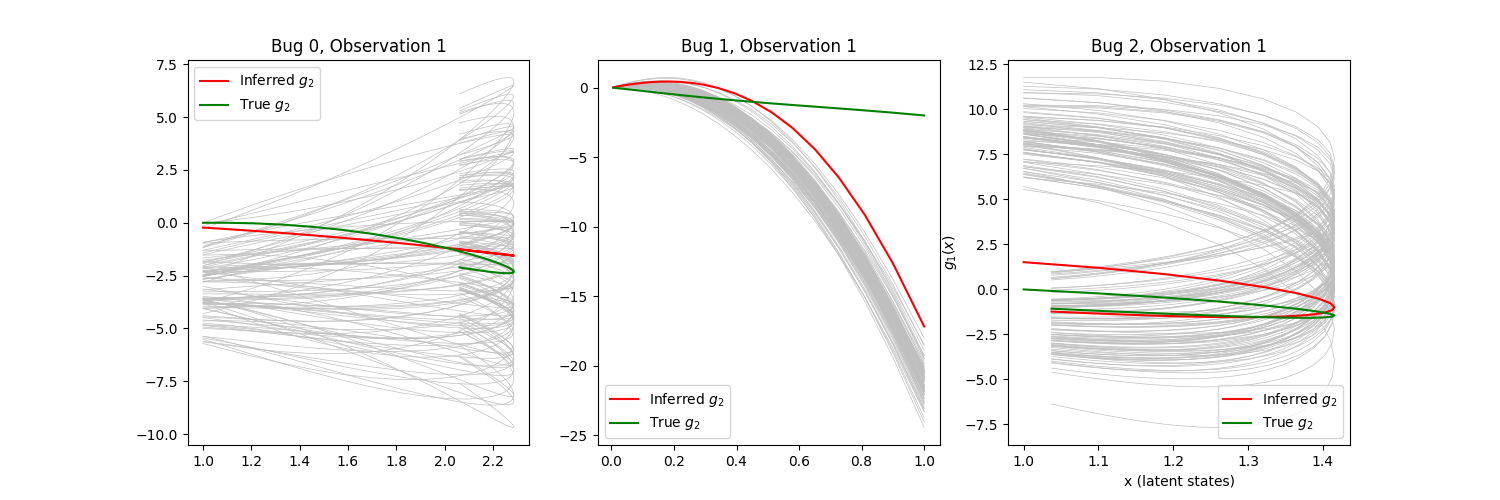 Bug 0, Observation 1
Inferred g₂
True g₂
7.5
5.0
2.5
0.0
−2.5
−5.0
−7.5
−10.0
1.0 1.2 1.4 1.6 1.8 2.0 2.2
Bug 1, Observation 1
0
−5
−10
−15
−20
−25
Inferred g₂
True g₂
0.0 0.2 0.4 0.6 0.8 1.0
Bug 2, Observation 1
g₁(x)
12.5
10.0
7.5
5.0
2.5
0.0
−2.5
−5.0
−7.5
Inferred g₂
True g₂
1.0 1.1 1.2 1.3 1.4
x (latent states)